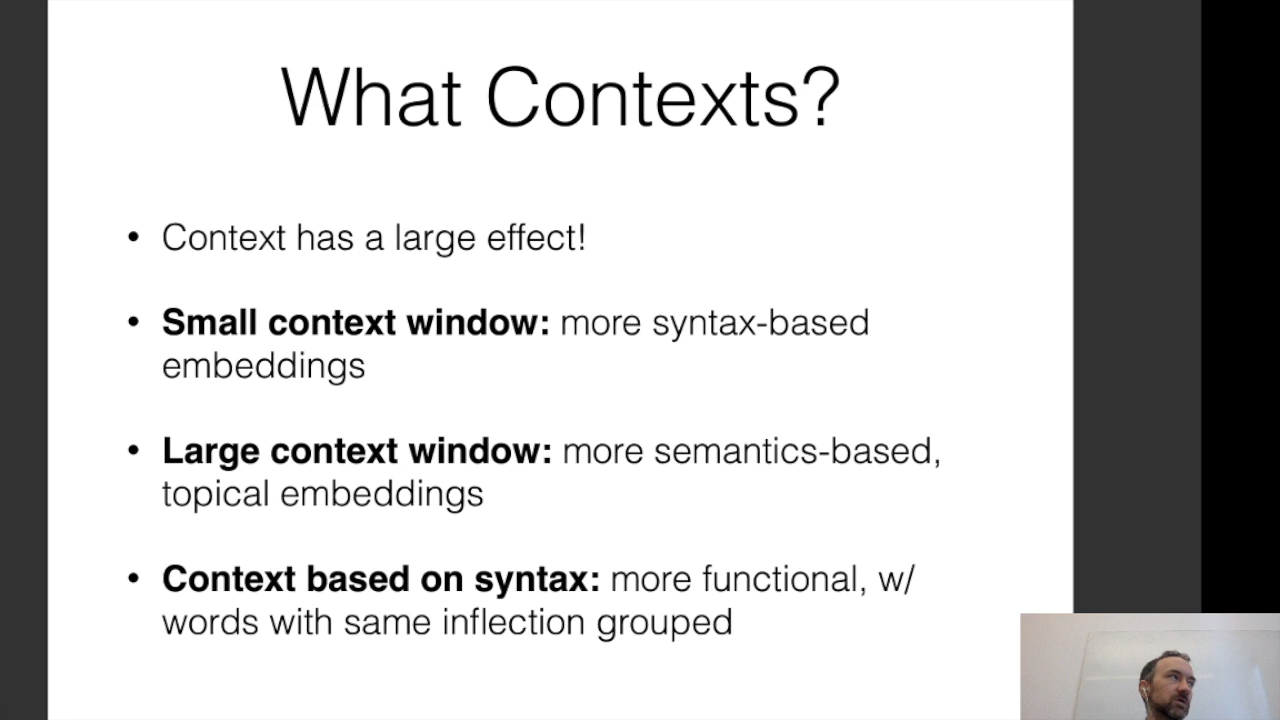 What Contexts?
• Context has a large effect!
• Small context window: more syntax-based
embeddings
• Large context window: more semantics-based,
topical embeddings
• Context based on syntax: more functional, w/
words with same inflection grouped